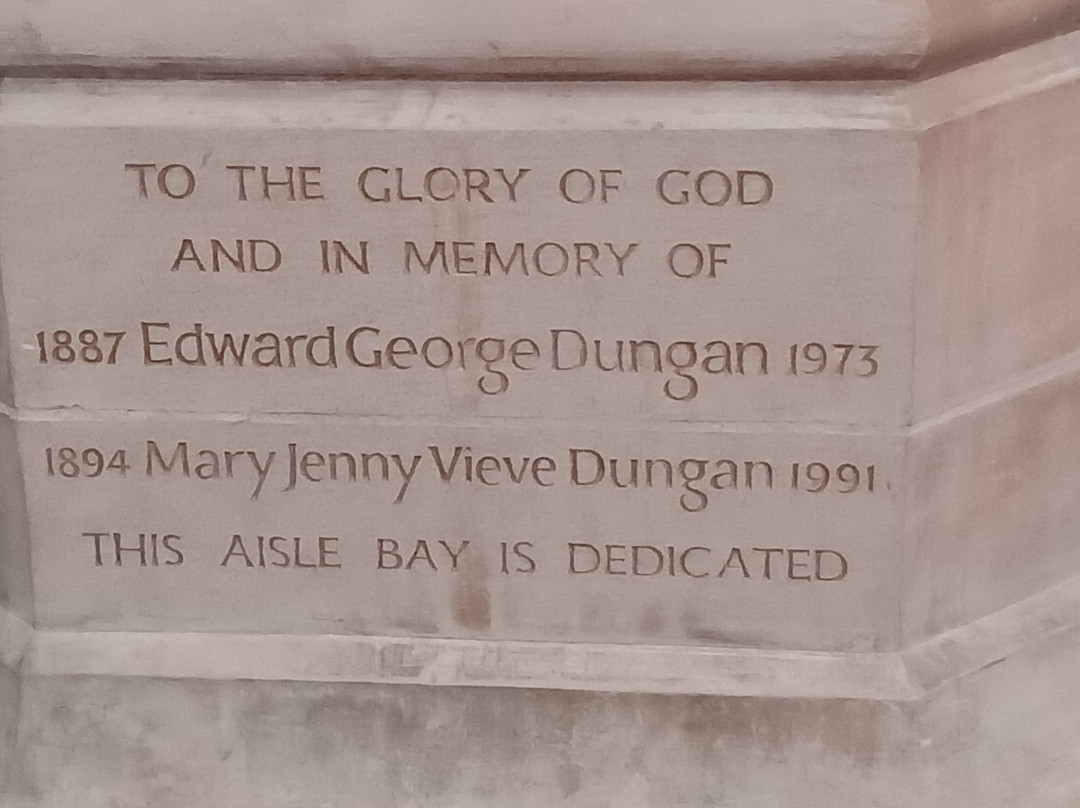 TO THE GLORY OF GOD
AND IN MEMORY OF
1887 Edward George Dungan 1973
1894 Mary Jenny Vieve Dungan 1991.
THIS AISLE BAY IS DEDICATED